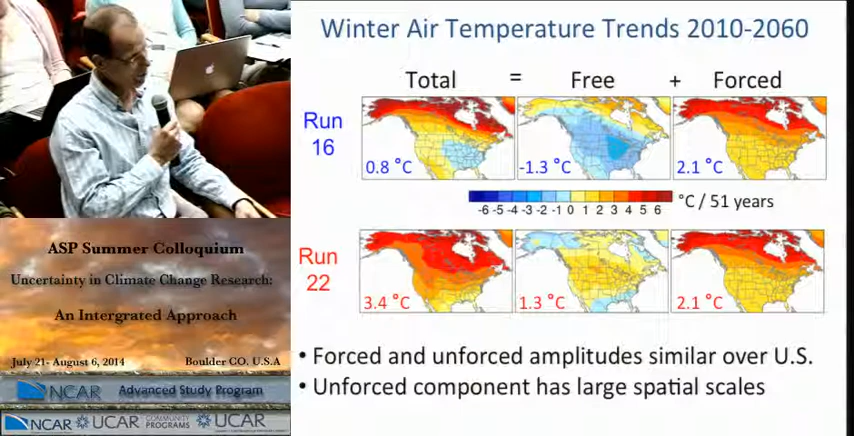 Winter Air Temperature Trends 2010-2060
Total = Free + Forced
Run 16
0.8 °C
-1.3 °C
2.1 °C
-6 -5 -4 -3 -2 -1 0 1 2 3 4 5 6 °C / 51 years
Run 22
3.4 °C
1.3 °C
2.1 °C
• Forced and unforced amplitudes similar over U.S.
• Unforced component has large spatial scales
ASP Summer Colloquium
Uncertainty in Climate Change Research:
An Intergrated Approach
July 21- August 6, 2014 Boulder CO. U.S.A
NCAR Advanced Study Program
NCAR UCAR COMMUNITY PROGRAMS UCAR